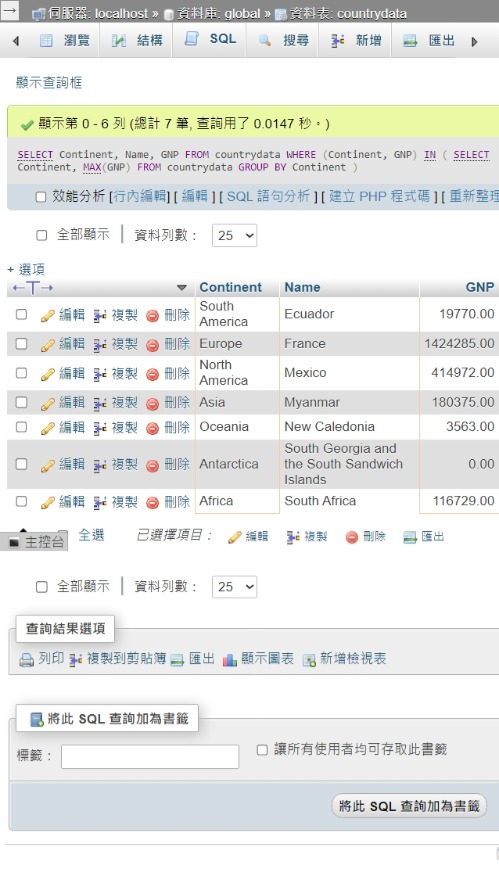 伺服器: localhost » 資料庫: global » 資料表: countrydata
瀏覽 結構 SQL 搜尋 新增 匯出
顯示查詢框
顯示第 0 - 6 列 (總計 7 筆, 查詢用了 0.0147 秒。)
SELECT Continent, Name, GNP FROM countrydata WHERE (Continent, GNP) IN ( SELECT
Continent, MAX(GNP) FROM countrydata GROUP BY Continent )
效能分析 [行內編輯] [ 編輯 ] [ SQL 語句分析 ] [ 建立 PHP 程式碼 ] [ 重新整理
全部顯示 資料列數： 25
+ 選項
←T→ Continent Name GNP
編輯 複製 刪除 South America Ecuador 19770.00
編輯 複製 刪除 Europe France 1424285.00
編輯 複製 刪除 North America Mexico 414972.00
編輯 複製 刪除 Asia Myanmar 180375.00
編輯 複製 刪除 Oceania New Caledonia 3563.00
編輯 複製 刪除 Antarctica South Georgia and the South Sandwich Islands 0.00
編輯 複製 刪除 Africa South Africa 116729.00
主控台 全選 已選擇項目： 編輯 複製 刪除 匯出
全部顯示 資料列數： 25
查詢結果選項
列印 複製到剪貼簿 匯出 顯示圖表 新增檢視表
將此 SQL 查詢加為書籤
標籤： 讓所有使用者均可存取此書籤
將此 SQL 查詢加為書籤